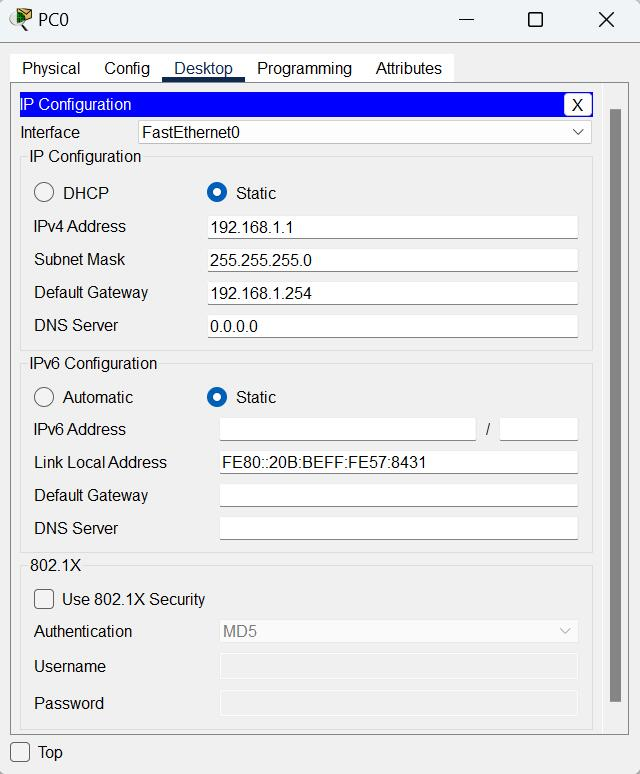 PC0
Physical Config Desktop Programming Attributes
IP Configuration X
Interface FastEthernet0
IP Configuration
DHCP Static
IPv4 Address 192.168.1.1
Subnet Mask 255.255.255.0
Default Gateway 192.168.1.254
DNS Server 0.0.0.0
IPv6 Configuration
Automatic Static
IPv6 Address /
Link Local Address FE80::20B:BEFF:FE57:8431
Default Gateway
DNS Server
802.1X
Use 802.1X Security
Authentication MD5
Username
Password
Top